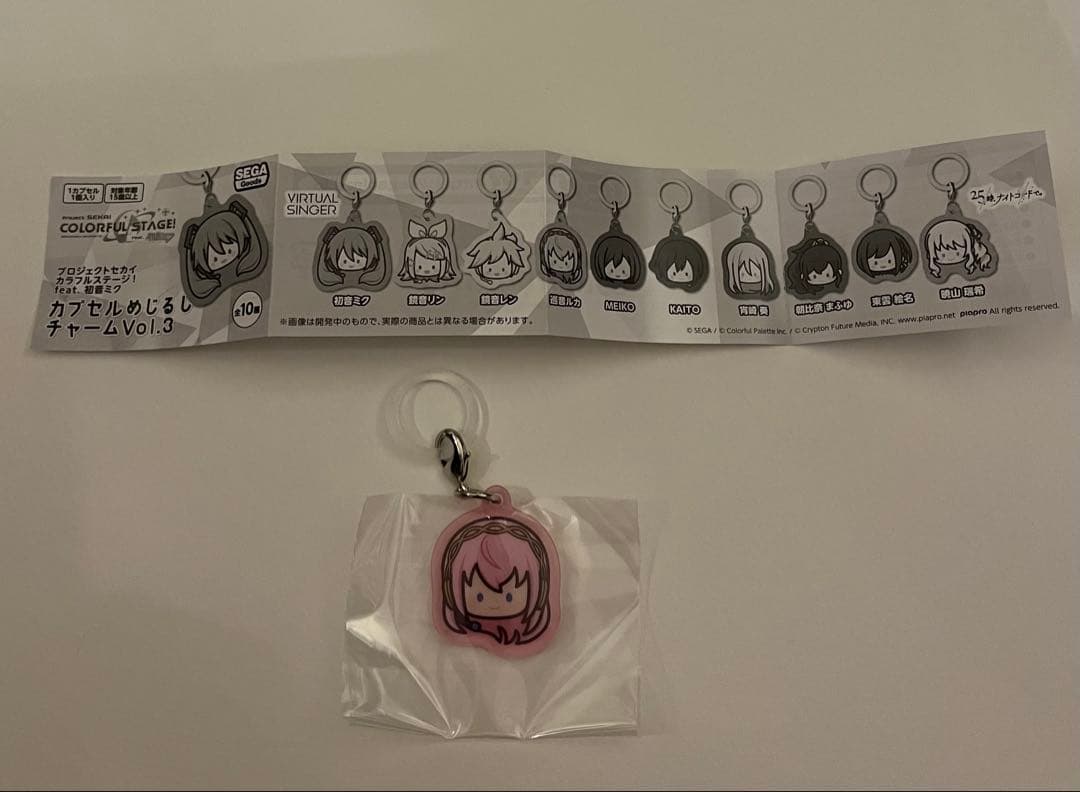 1カプセル
1個入り
対象年齢
15歳以上
SEGA
Goods
PROJECT SEKAI
COLORFUL STAGE!
プロジェクトセカイ
カラフルステージ!
feat. 初音ミク
カプセルめじるし
チャームVol.3
全10種
VIRTUAL
SINGER
初音ミク
鏡音リン
鏡音レン
巡音ルカ
MEIKO
KAITO
宵崎 奏
朝比奈 まふゆ
東雲 絵名
暁山 瑞希
25時、ナイトコードで。
※画像は開発中のもので、実際の商品とは異なる場合があります。
© SEGA / © Colorful Palette Inc. / © Crypton Future Media, INC. www.piapro.net piapro All rights reserved.